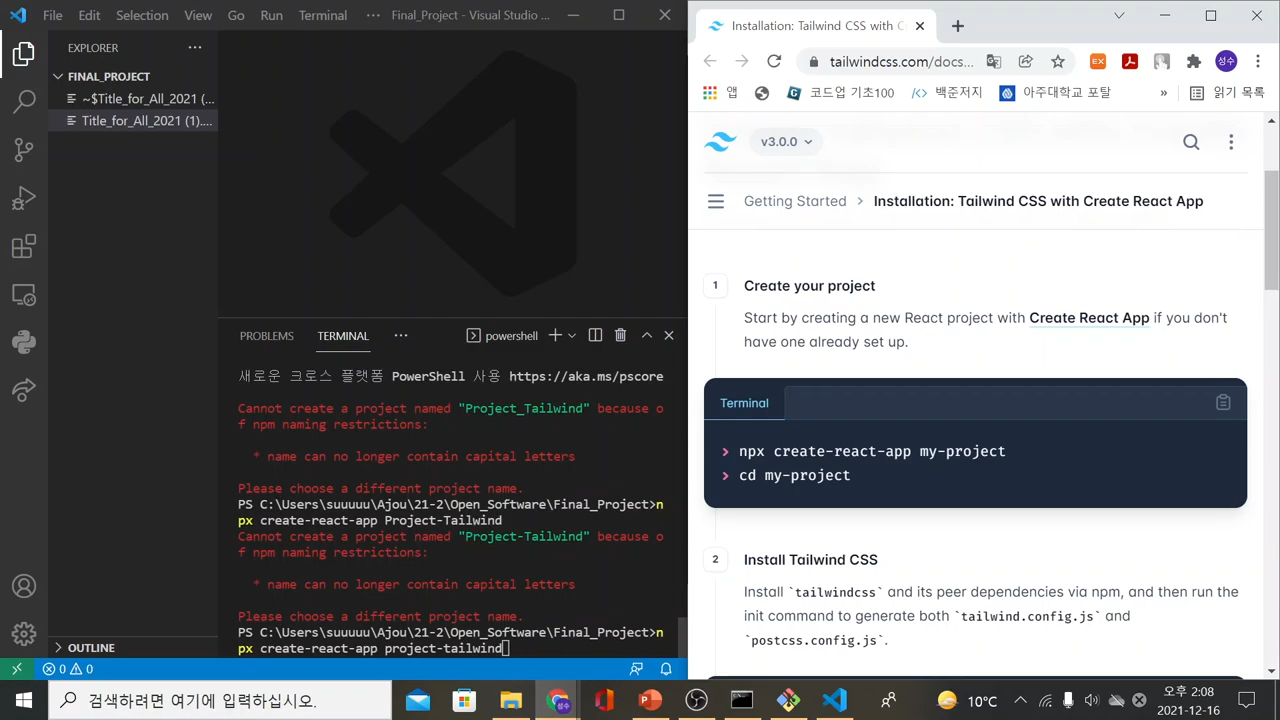 File Edit Selection View Go Run Terminal ··· Final_Project - Visual Studio ...
EXPLORER ···
FINAL_PROJECT
~$Title_for_All_2021 (...
Title_for_All_2021 (1)....
OUTLINE
PROBLEMS TERMINAL ··· powershell
새로운 크로스 플랫폼 PowerShell 사용 https://aka.ms/pscore
Cannot create a project named "Project_Tailwind" because o
f npm naming restrictions:
* name can no longer contain capital letters
Please choose a different project name.
PS C:\Users\suuuuu\Ajou\21-2\Open_Software\Final_Project>n
px create-react-app Project-Tailwind
Cannot create a project named "Project-Tailwind" because o
f npm naming restrictions:
* name can no longer contain capital letters
Please choose a different project name.
PS C:\Users\suuuuu\Ajou\21-2\Open_Software\Final_Project>n
px create-react-app project-tailwind
0 0
Installation: Tailwind CSS with C
tailwindcss.com/docs...
EX
성수
앱 코드업 기초100 </> 백준저지 아주대학교 포탈 » 읽기 목록
v3.0.0
Getting Started > Installation: Tailwind CSS with Create React App
1 Create your project
Start by creating a new React project with Create React App if you don't
have one already set up.
Terminal
> npx create-react-app my-project
> cd my-project
2 Install Tailwind CSS
Install `tailwindcss` and its peer dependencies via npm, and then run the
init command to generate both `tailwind.config.js` and
`postcss.config.js`.
검색하려면 여기에 입력하십시오.
성수
10℃
오후 2:08
2021-12-16